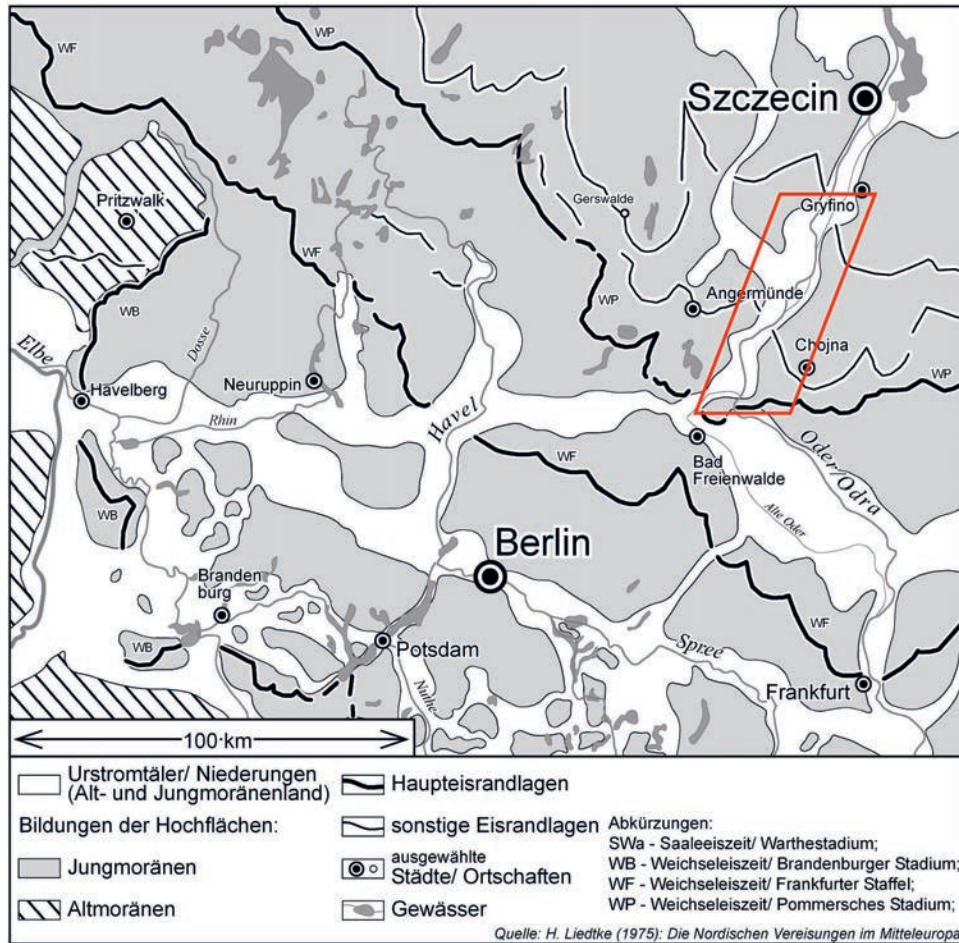 WF
WP
Szczecin
Pritzwalk
Gerswalde
Gryfino
WF
WB
WP
Angermünde
Elbe
Dosse
Chojna
Havelberg
Neuruppin
WP
Rhin
Havel
Bad
Freienwalde
Oder/Odra
WF
WB
Alte Oder
Berlin
Branden
burg
WF
WB
Potsdam
Spree
Nuthe
Frankfurt
100·km
Urstromtäler/ Niederungen
(Alt- und Jungmoränenland)
Bildungen der Hochflächen:
Jungmoränen
Altmoränen
Haupteisrandlagen
sonstige Eisrandlagen
ausgewählte
Städte/ Ortschaften
Gewässer
Abkürzungen:
SWa - Saaleeiszeit/ Warthestadium;
WB - Weichseleiszeit/ Brandenburger Stadium;
WF - Weichseleiszeit/ Frankfurter Staffel;
WP - Weichseleiszeit/ Pommersches Stadium;
Quelle: H. Liedtke (1975): Die Nordischen Vereisungen im Mitteleuropa